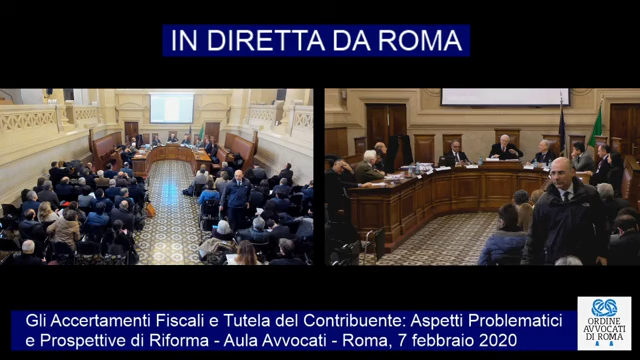 IN DIRETTA DA ROMA
Gli Accertamenti Fiscali e Tutela del Contribuente: Aspetti Problematici
e Prospettive di Riforma - Aula Avvocati - Roma, 7 febbraio 2020
ORDINE
AVVOCATI
DI ROMA